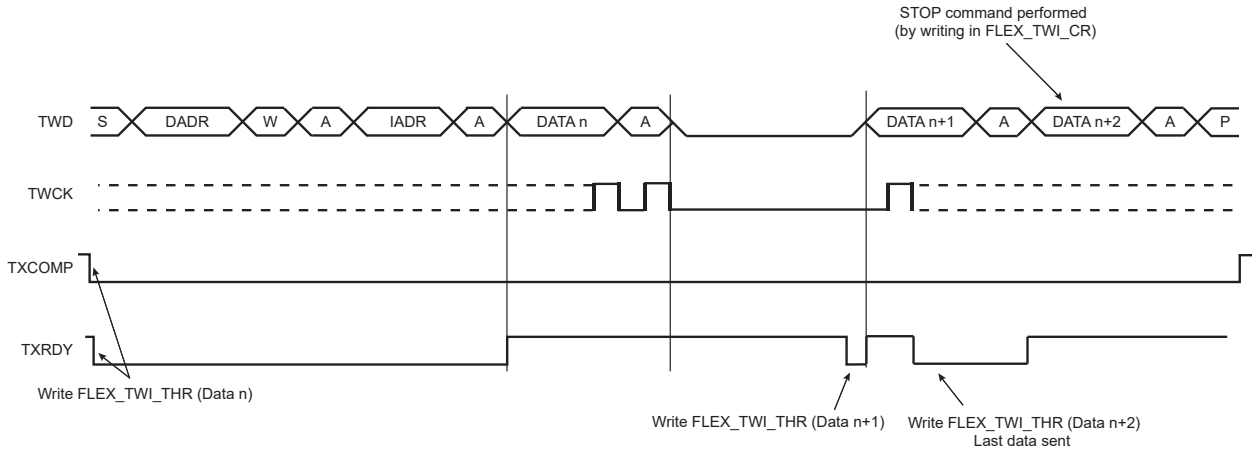 STOP command performed
(by writing in FLEX_TWI_CR)
TWD S DADR W A IADR A DATA n A DATA n+1 A DATA n+2 A P
TWCK
TXCOMP
TXRDY
Write FLEX_TWI_THR (Data n)
Write FLEX_TWI_THR (Data n+1)
Write FLEX_TWI_THR (Data n+2)
Last data sent